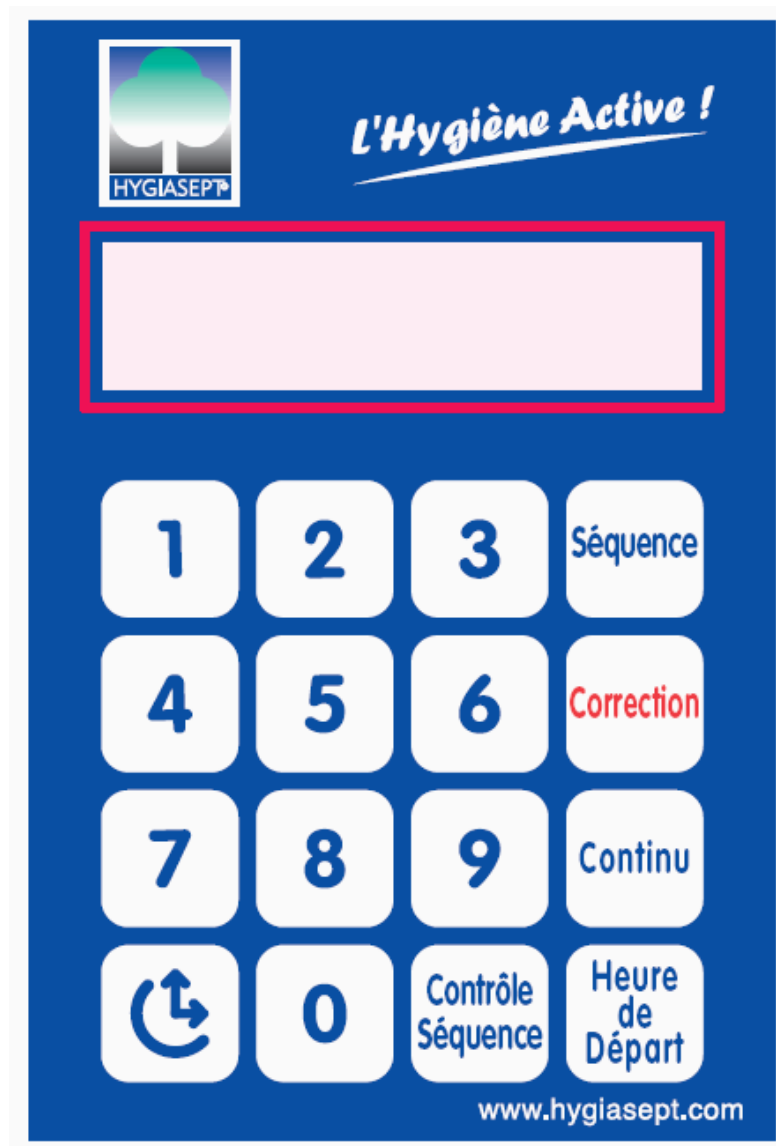 HYGIASEPT
L'Hygiène Active !
1 2 3 Séquence
4 5 6 Correction
7 8 9 Continu
0 Contrôle Séquence Heure de Départ
www.hygiasept.com